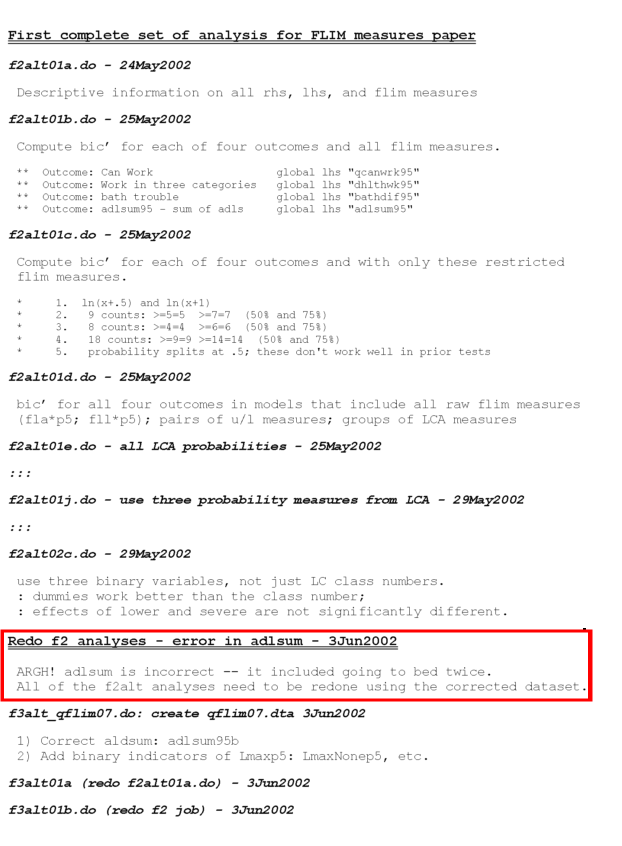 First complete set of analysis for FLIM measures paper
f2alt01a.do - 24May2002
Descriptive information on all rhs, lhs, and flim measures
f2alt01b.do - 25May2002
Compute bic' for each of four outcomes and all flim measures.
** Outcome: Can Work global lhs "qcanwrk95"
** Outcome: Work in three categories global lhs "dhlthwk95"
** Outcome: bath trouble global lhs "bathdif95"
** Outcome: adlsum95 - sum of adls global lhs "adlsum95"
f2alt01c.do - 25May2002
Compute bic' for each of four outcomes and with only these restricted
flim measures.
* 1. ln(x+.5) and ln(x+1)
* 2. 9 counts: >=5=5 >=7=7 (50% and 75%)
* 3. 8 counts: >=4=4 >=6=6 (50% and 75%)
* 4. 18 counts: >=9=9 >=14=14 (50% and 75%)
* 5. probability splits at .5; these don't work well in prior tests
f2alt01d.do - 25May2002
bic' for all four outcomes in models that include all raw flim measures
(fla*p5; fll*p5); pairs of u/l measures; groups of LCA measures
f2alt01e.do - all LCA probabilities - 25May2002
:::
f2alt01j.do - use three probability measures from LCA - 29May2002
:::
f2alt02c.do - 29May2002
use three binary variables, not just LC class numbers.
: dummies work better than the class number;
: effects of lower and severe are not significantly different.
Redo f2 analyses - error in adlsum - 3Jun2002
ARGH! adlsum is incorrect -- it included going to bed twice.
All of the f2alt analyses need to be redone using the corrected dataset.
f3alt_qflim07.do: create qflim07.dta 3Jun2002
1) Correct aldsum: adlsum95b
2) Add binary indicators of Lmaxp5: LmaxNonep5, etc.
f3alt01a (redo f2alt01a.do) - 3Jun2002
f3alt01b.do (redo f2 job) - 3Jun2002